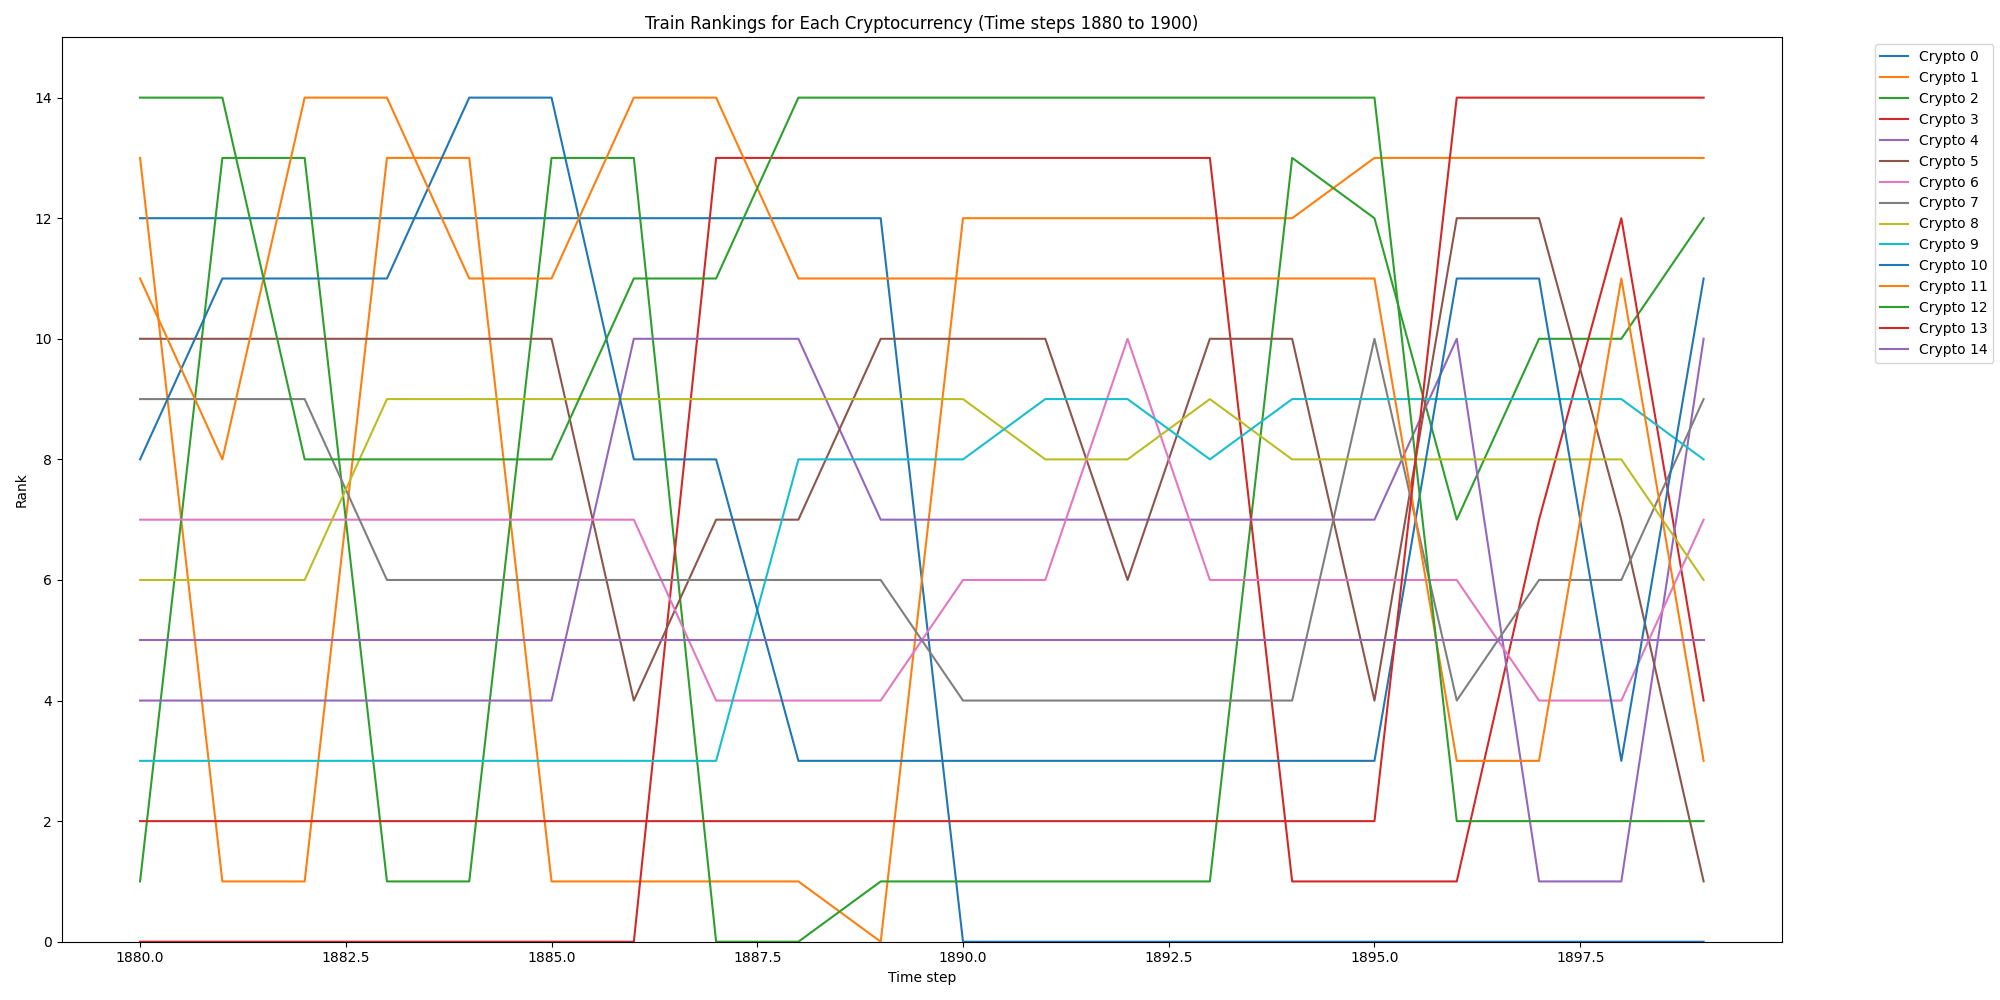 Train Rankings for Each Cryptocurrency (Time steps 1880 to 1900)
Rank
14
12
10
8
6
4
2
0
1880.0
1882.5
1885.0
1887.5
1890.0
1892.5
1895.0
1897.5
Time step
Crypto 0
Crypto 1
Crypto 2
Crypto 3
Crypto 4
Crypto 5
Crypto 6
Crypto 7
Crypto 8
Crypto 9
Crypto 10
Crypto 11
Crypto 12
Crypto 13
Crypto 14